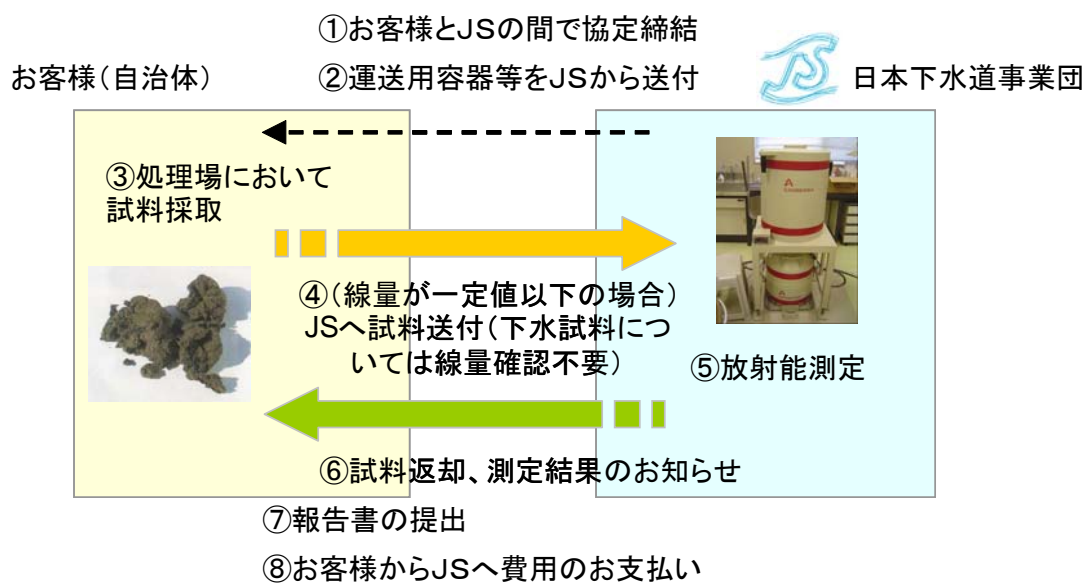 ①お客様とJSの間で協定締結
お客様（自治体）
②運送用容器等をJSから送付
JS
日本下水道事業団
③処理場において
試料採取
④（線量が一定値以下の場合）
JSへ試料送付（下水試料につ
いては線量確認不要）
⑤放射能測定
⑥試料返却、測定結果のお知らせ
⑦報告書の提出
⑧お客様からJSへ費用のお支払い